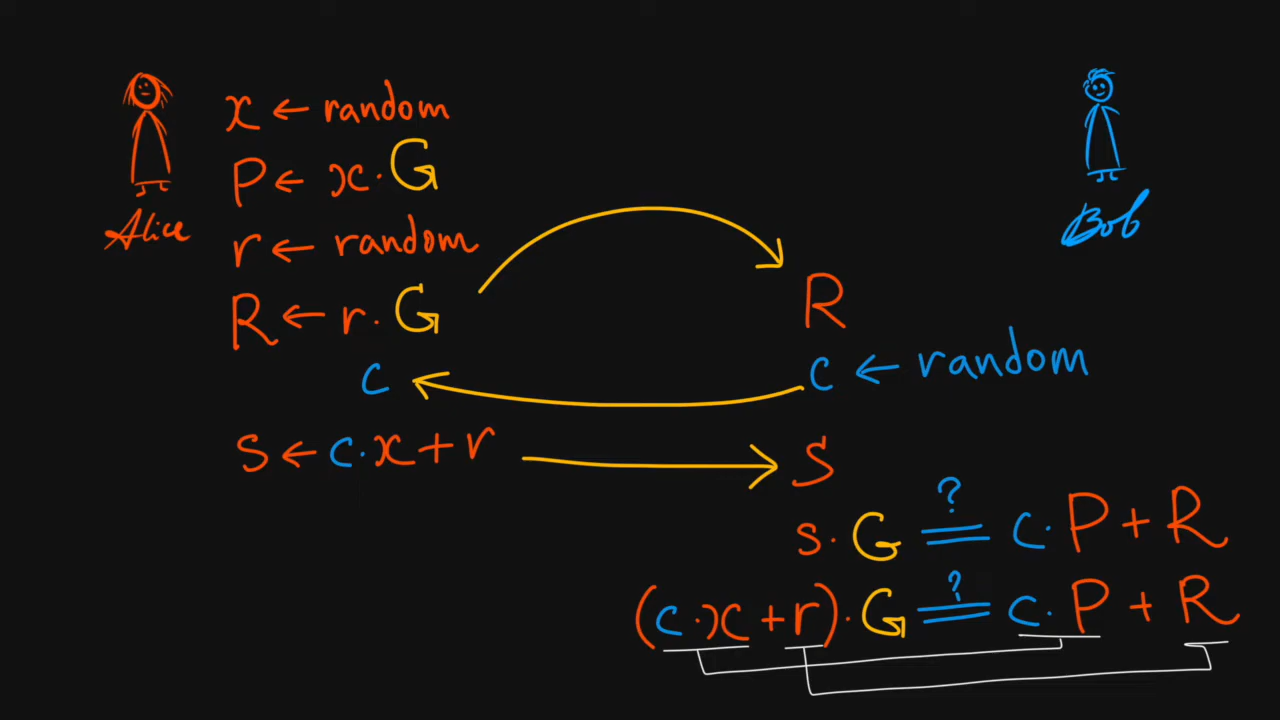 x ← random
P ← x·G
Alice
r ← random
Bob
R ← r·G
R
c
c ← random
s ← c·x+r
s
?
s·G = c·P+R
?
(c·x+r)·G = c·P+R